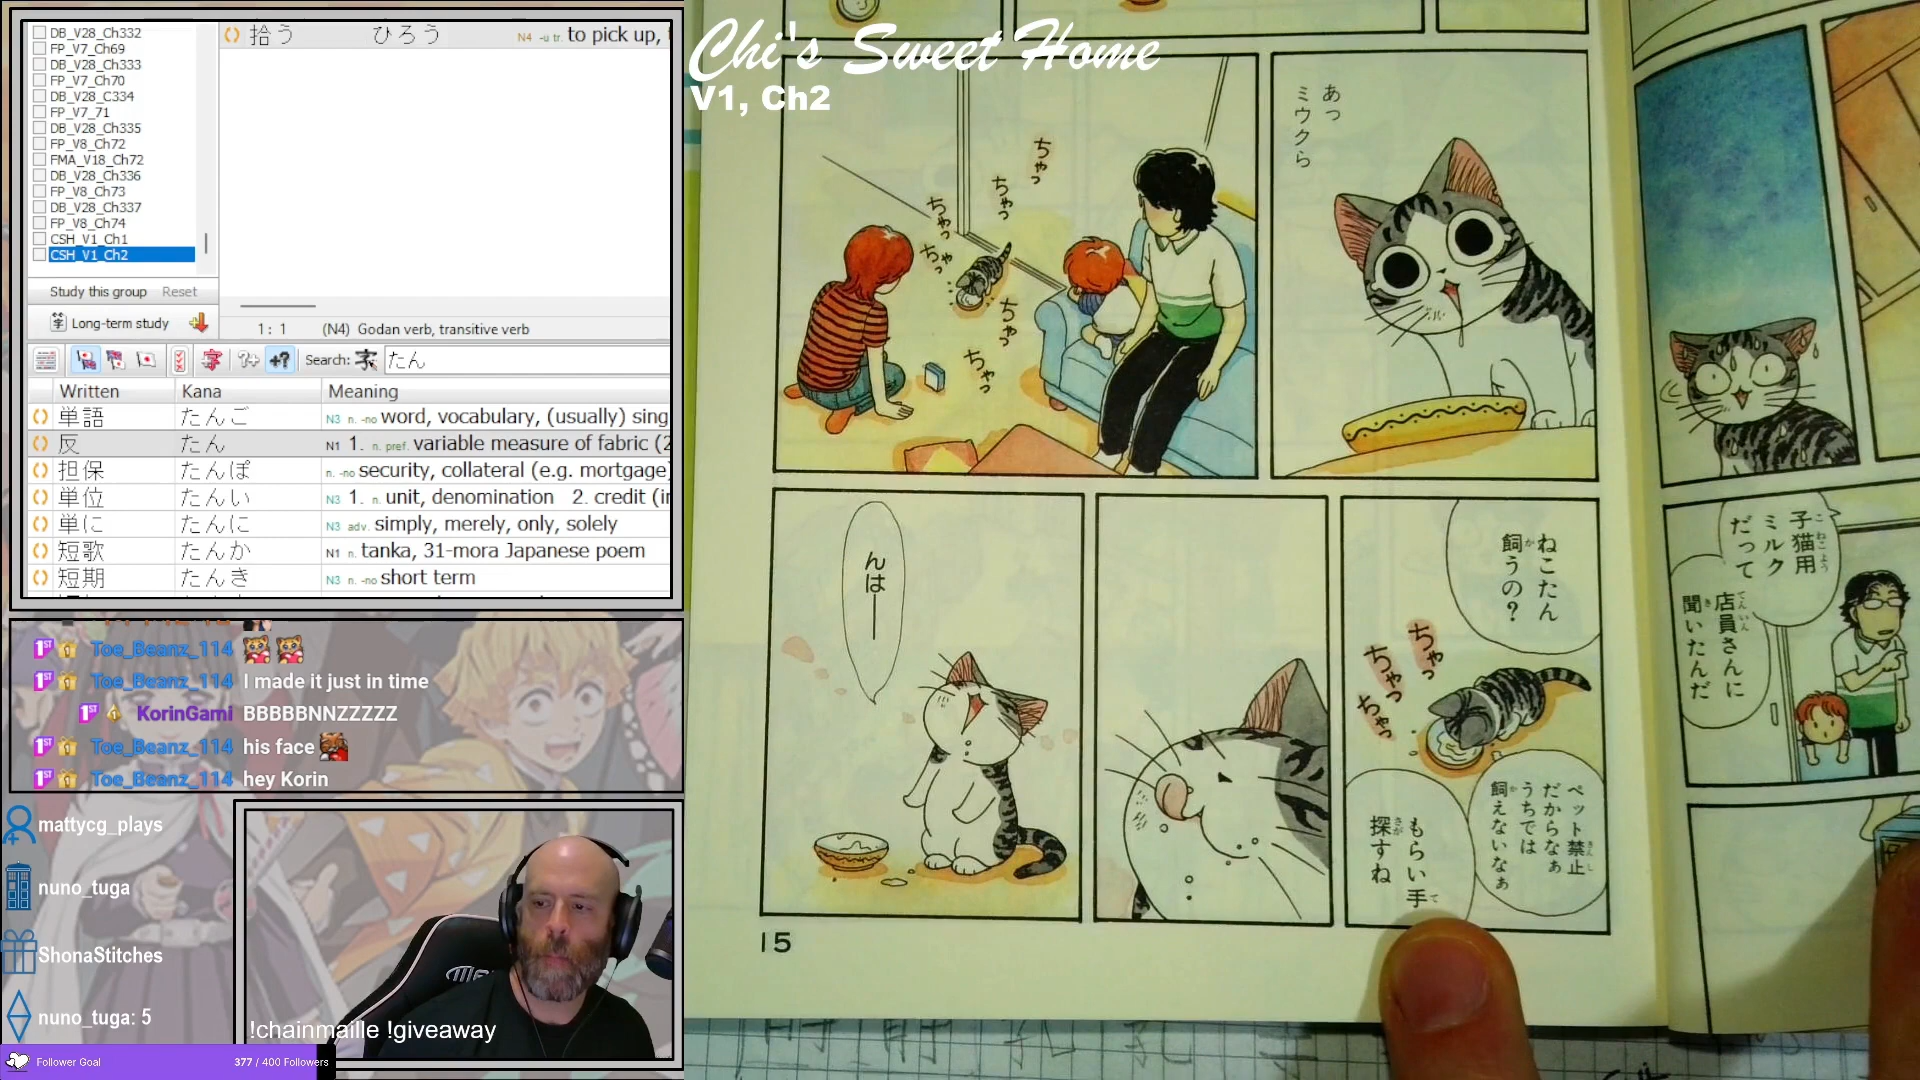 DB_V28_Ch332
FP_V7_Ch69
DB_V28_Ch333
FP_V7_Ch70
DB_V28_C334
FP_V7_71
DB_V28_Ch335
FP_V8_Ch72
FMA_V18_Ch72
DB_V28_Ch336
FP_V8_Ch73
DB_V28_Ch337
FP_V8_Ch74
CSH_V1_Ch1
CSH_V1_Ch2
Study this group Reset
Long-term study
拾う ひろう N4 -u tr. to pick up,
1: 1 (N4) Godan verb, transitive verb
Search: たん
Written Kana Meaning
単語 たんご N3 n. -no word, vocabulary, (usually) sing
反 たん N1 1. n. pref. variable measure of fabric (2
担保 たんぽ n. -no security, collateral (e.g. mortgage)
単位 たんい N3 1. n. unit, denomination 2. credit (in
単に たんに N3 adv. simply, merely, only, solely
短歌 たんか N1 n. tanka, 31-mora Japanese poem
短期 たんき N3 n. -no short term
Toe_Beanz_114
Toe_Beanz_114 I made it just in time
KorinGami BBBBBNNZZZZZ
Toe_Beanz_114 his face
Toe_Beanz_114 hey Korin
mattycg_plays
nuno_tuga
ShonaStitches
nuno_tuga: 5
!chainmaille !giveaway
Follower Goal 377 / 400 Followers
Chi's Sweet Home
V1, Ch2
あっ
ミウクら
ちゃっ
ちゃっ
ちゃっ
ちゃっ
ちゃっ
ちゃっ
ねこたん
飼うの?
ちゃっ
ちゃっ
ちゃっ
ペット禁止
だからなぁ
うちでは
飼えないなぁ
もらい手
探すね
んはー
15
子猫用
ミルク
だって
店員さんに
聞いたんだ